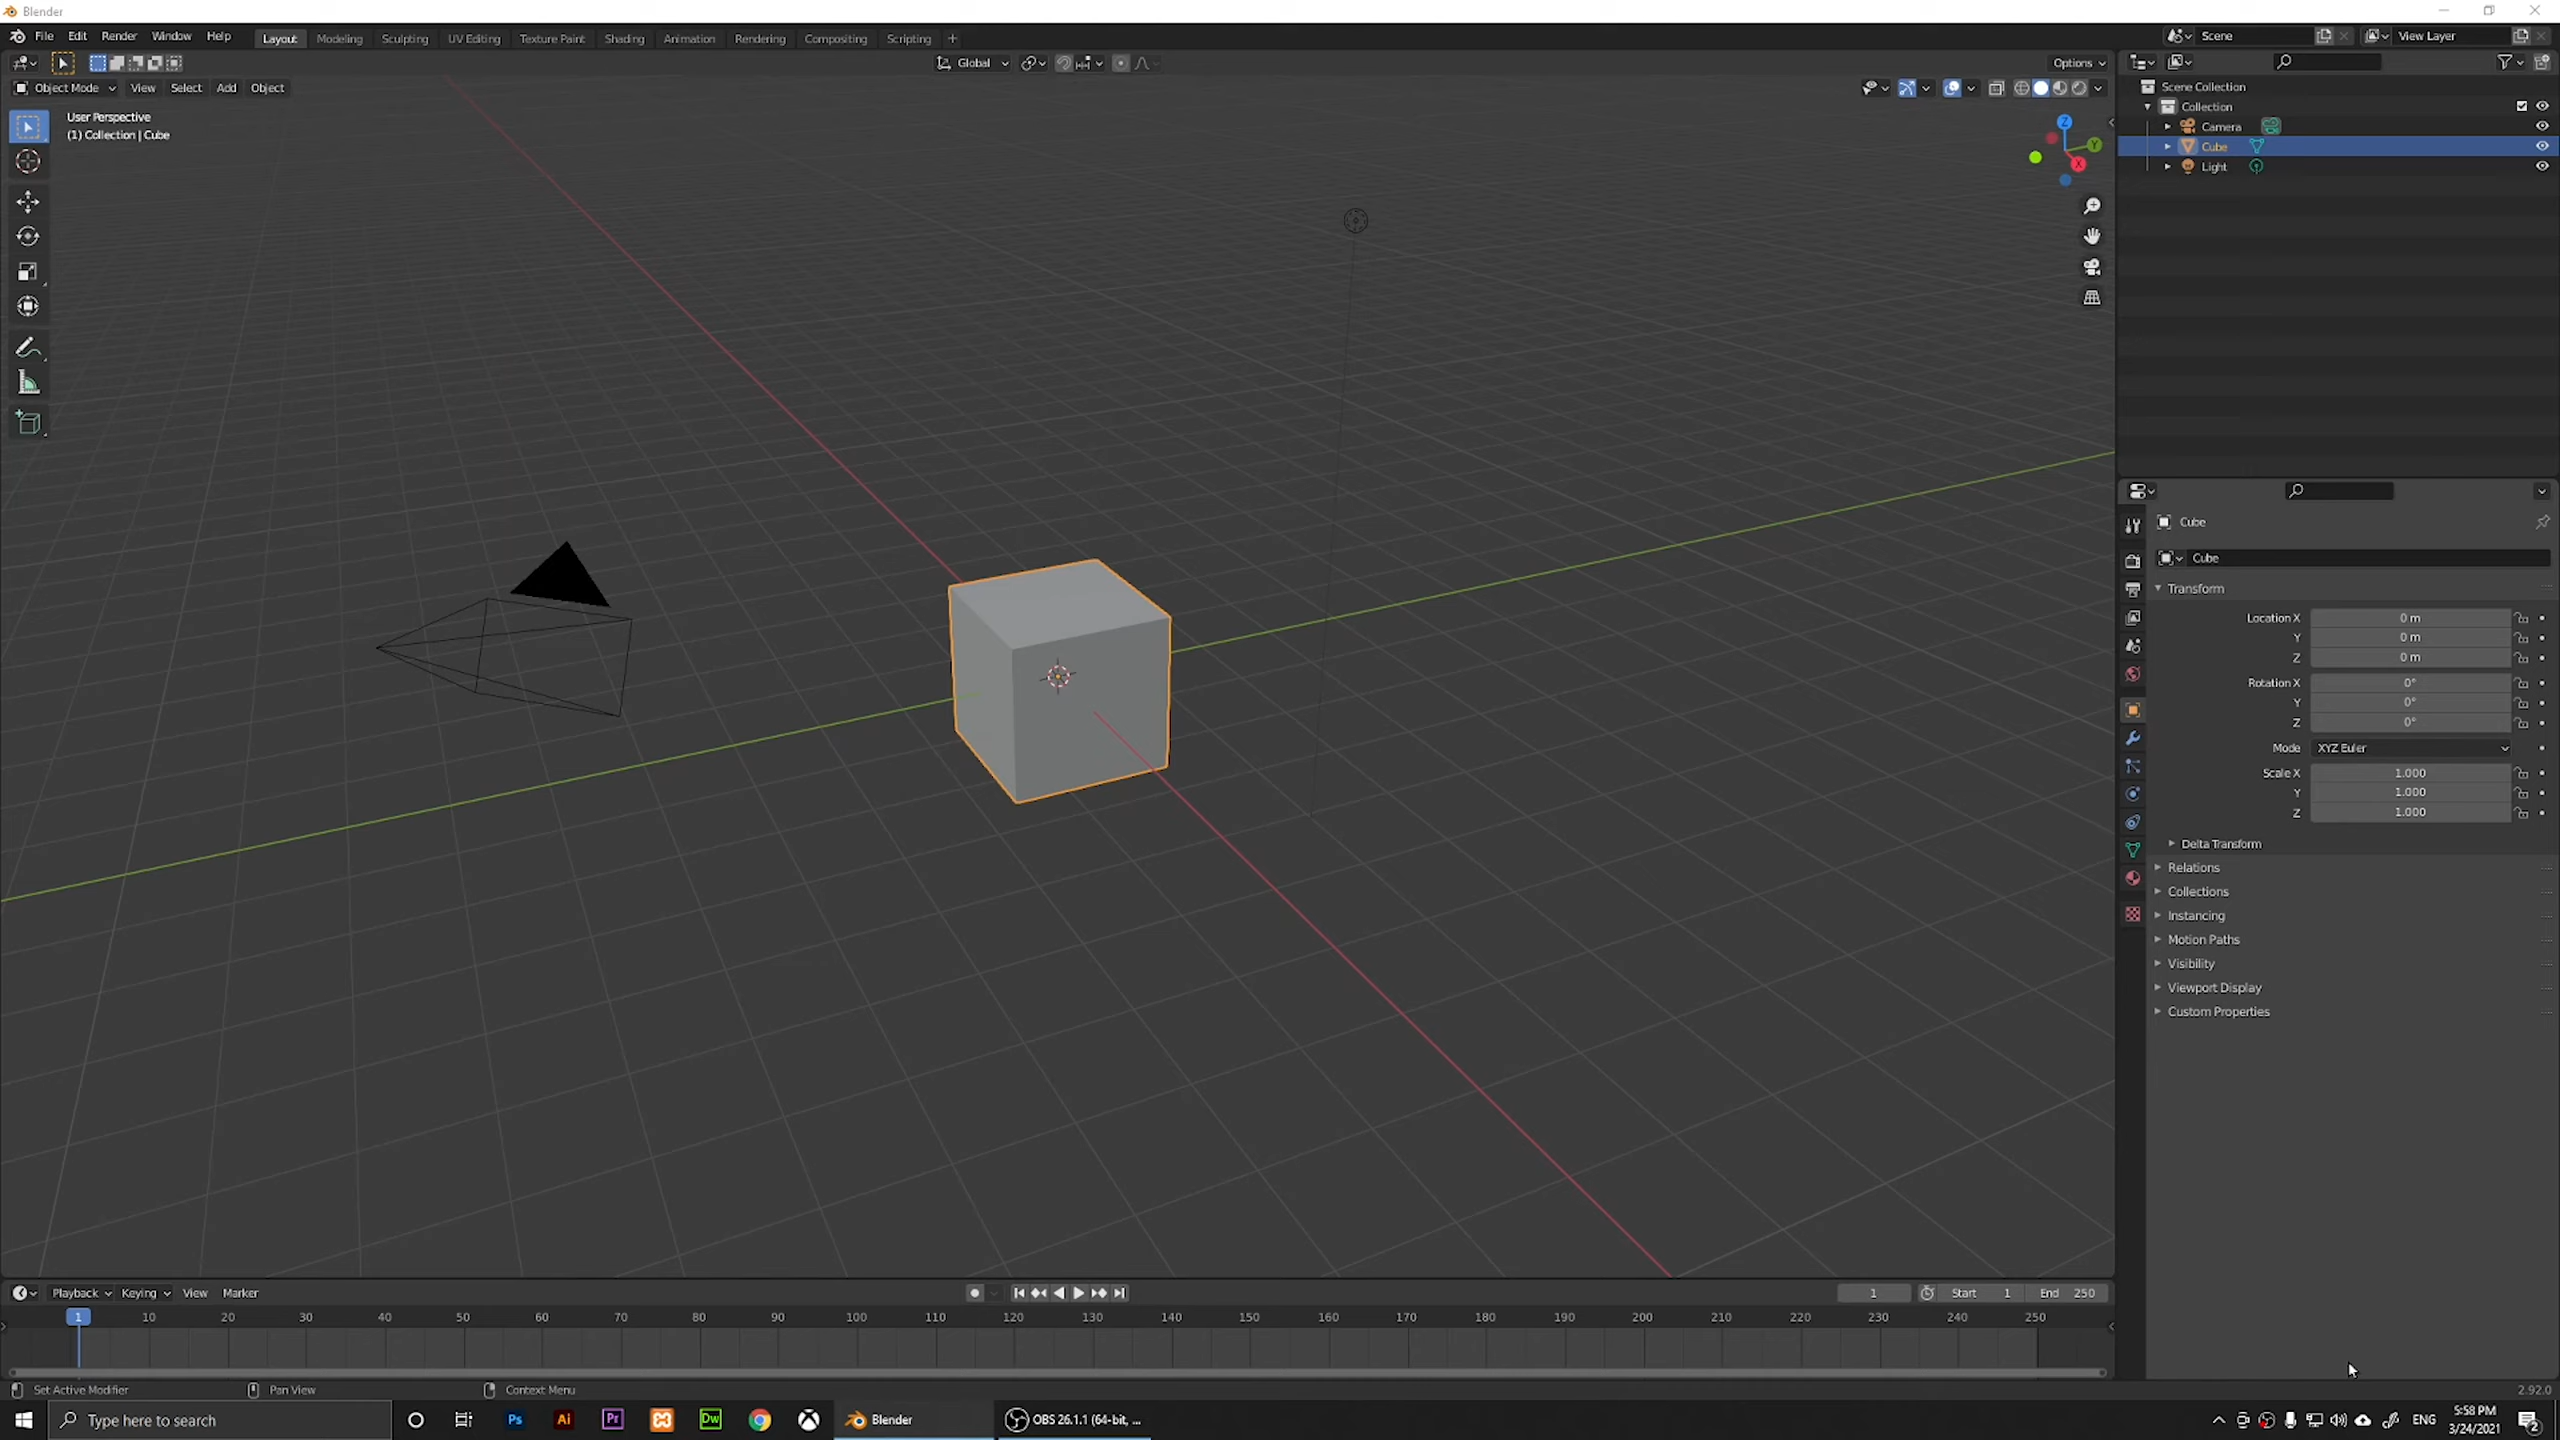 Blender
File Edit Render Window Help Layout Modeling Sculpting UV Editing Texture Paint Shading Animation Rendering Compositing Scripting + Scene View Layer
Global Options
Object Mode View Select Add Object
User Perspective
(1) Collection | Cube
Z
Y
X
Scene Collection
Collection
Camera
Cube
Light
Cube
Cube
Transform
Location X 0 m
Y 0 m
Z 0 m
Rotation X 0°
Y 0°
Z 0°
Mode XYZ Euler
Scale X 1.000
Y 1.000
Z 1.000
Delta Transform
Relations
Collections
Instancing
Motion Paths
Visibility
Viewport Display
Custom Properties
Playback Keying View Marker 1 Start 1 End 250
1 10 20 30 40 50 60 70 80 90 100 110 120 130 140 150 160 170 180 190 200 210 220 230 240 250
Set Active Modifier Pan View Context Menu 2.92.0
Type here to search Ps Ai Pr Dw Blender OBS 26.1.1 (64-bit, ... ENG 5:58 PM
3/24/2021 2